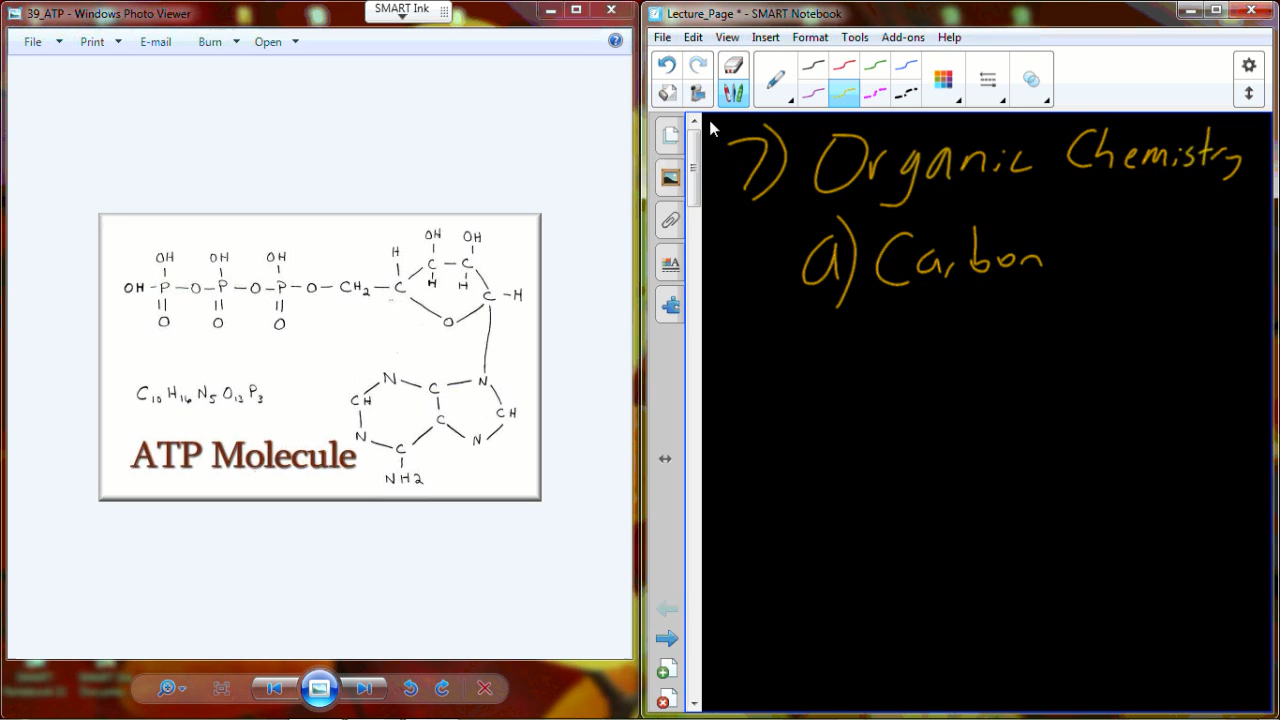 39_ATP - Windows Photo Viewer
SMART Ink
File Print E-mail Burn Open
OH OH OH
OH P O P O P O CH₂ C
O O O
H OH OH
C C
H H
C H
O
C₁₀ H₁₆ N₅ O₁₃ P₃
ATP Molecule
N C N
CH C CH
N C N
NH2
Lecture_Page * - SMART Notebook
File Edit View Insert Format Tools Add-ons Help
7) Organic Chemistry
a) Carbon